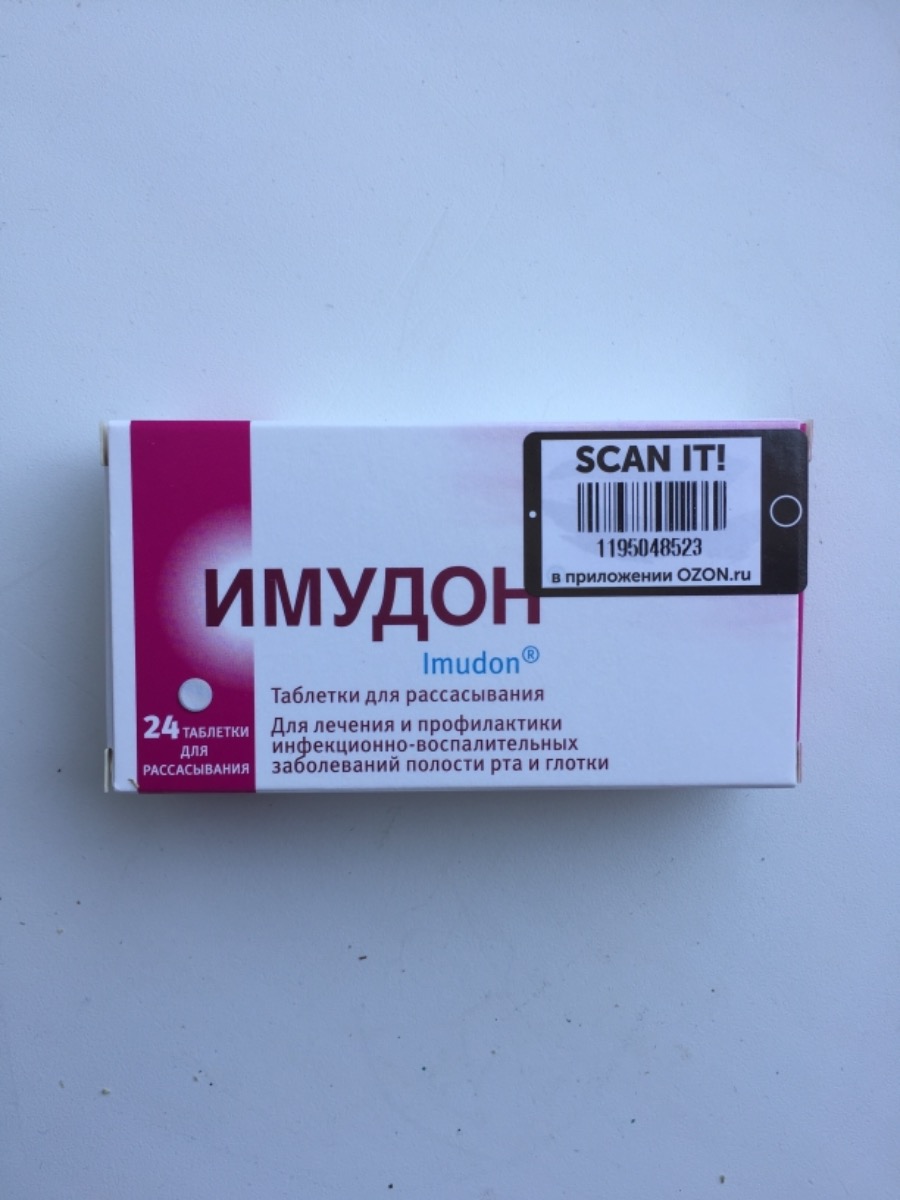 SCAN IT!
1195048523
в приложении OZON.ru
ИМУДОН
Imudon®
Таблетки для рассасывания
Для лечения и профилактики
инфекционно-воспалительных
заболеваний полости рта и глотки
24 ТАБЛЕТКИ
ДЛЯ
РАССАСЫВАНИЯ